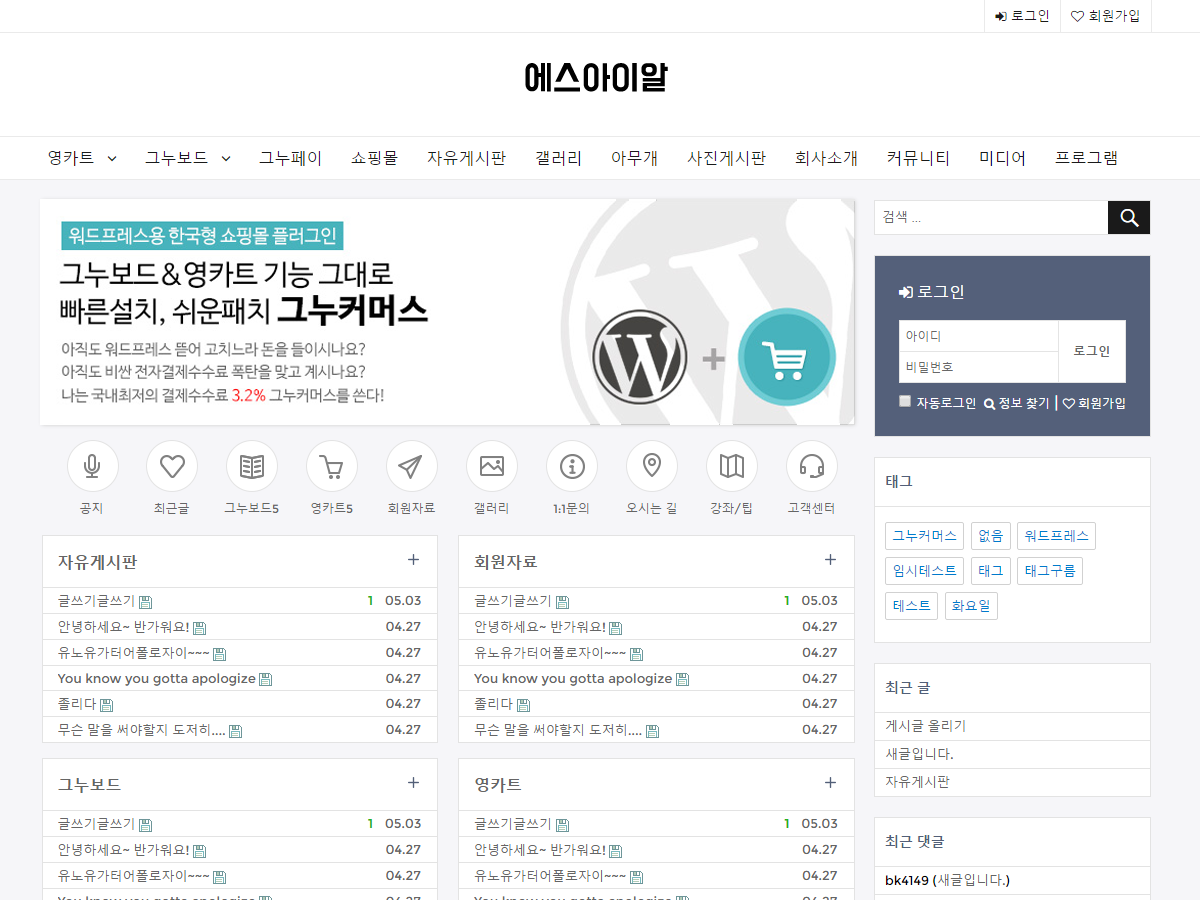 로그인 회원가입
에스아이알
영카트 그누보드 그누페이 쇼핑몰 자유게시판 갤러리 아무개 사진게시판 회사소개 커뮤니티 미디어 프로그램
워드프레스용 한국형 쇼핑몰 플러그인
그누보드&영카트 기능 그대로
빠른설치, 쉬운패치 그누커머스
아직도 워드프레스 뜯어 고치느라 돈을 들이시나요?
아직도 비싼 전자결제수수료 폭탄을 맞고 계시나요?
나는 국내최저의 결제수수료 3.2% 그누커머스를 쓴다!
공지 최근글 그누보드5 영카트5 회원자료 갤러리 1:1문의 오시는 길 강좌/팁 고객센터
자유게시판 +
글쓰기글쓰기 1 05.03
안녕하세요~ 반가워요! 04.27
유노유가터어폴로자이~~~ 04.27
You know you gotta apologize 04.27
졸리다 04.27
무슨 말을 써야할지 도저히.... 04.27
회원자료 +
글쓰기글쓰기 1 05.03
안녕하세요~ 반가워요! 04.27
유노유가터어폴로자이~~~ 04.27
You know you gotta apologize 04.27
졸리다 04.27
무슨 말을 써야할지 도저히.... 04.27
그누보드 +
글쓰기글쓰기 1 05.03
안녕하세요~ 반가워요! 04.27
유노유가터어폴로자이~~~ 04.27
You know you gotta apologize 04.27
영카트 +
글쓰기글쓰기 1 05.03
안녕하세요~ 반가워요! 04.27
유노유가터어폴로자이~~~ 04.27
You know you gotta apologize 04.27
검색 ...
로그인
아이디
비밀번호
로그인
자동로그인 정보 찾기 | 회원가입
태그
그누커머스 없음 워드프레스
임시테스트 태그 태그구름
테스트 화요일
최근 글
게시글 올리기
새글입니다.
자유게시판
최근 댓글
bk4149 (새글입니다.)